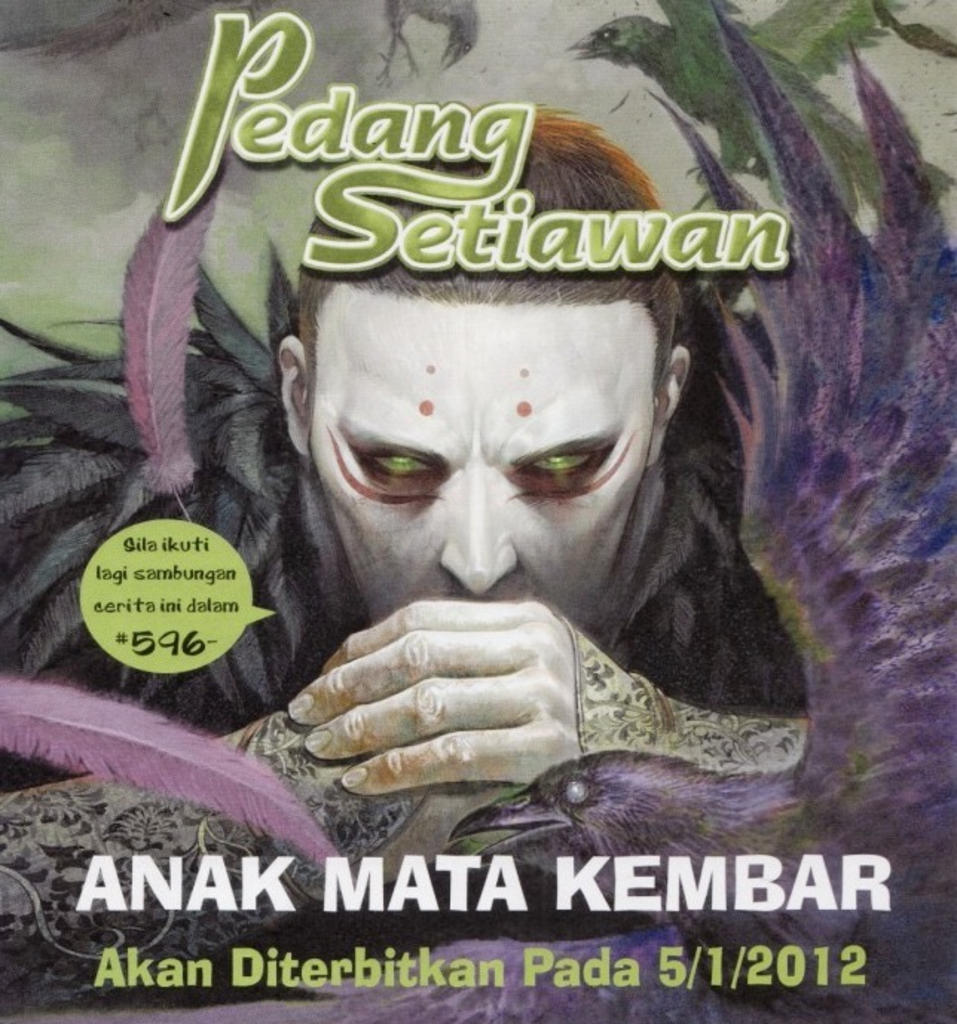 Pedang
Setiawan
Sila ikuti
lagi sambungan
cerita ini dalam
#596-
ANAK MATA KEMBAR
Akan Diterbitkan Pada 5/1/2012